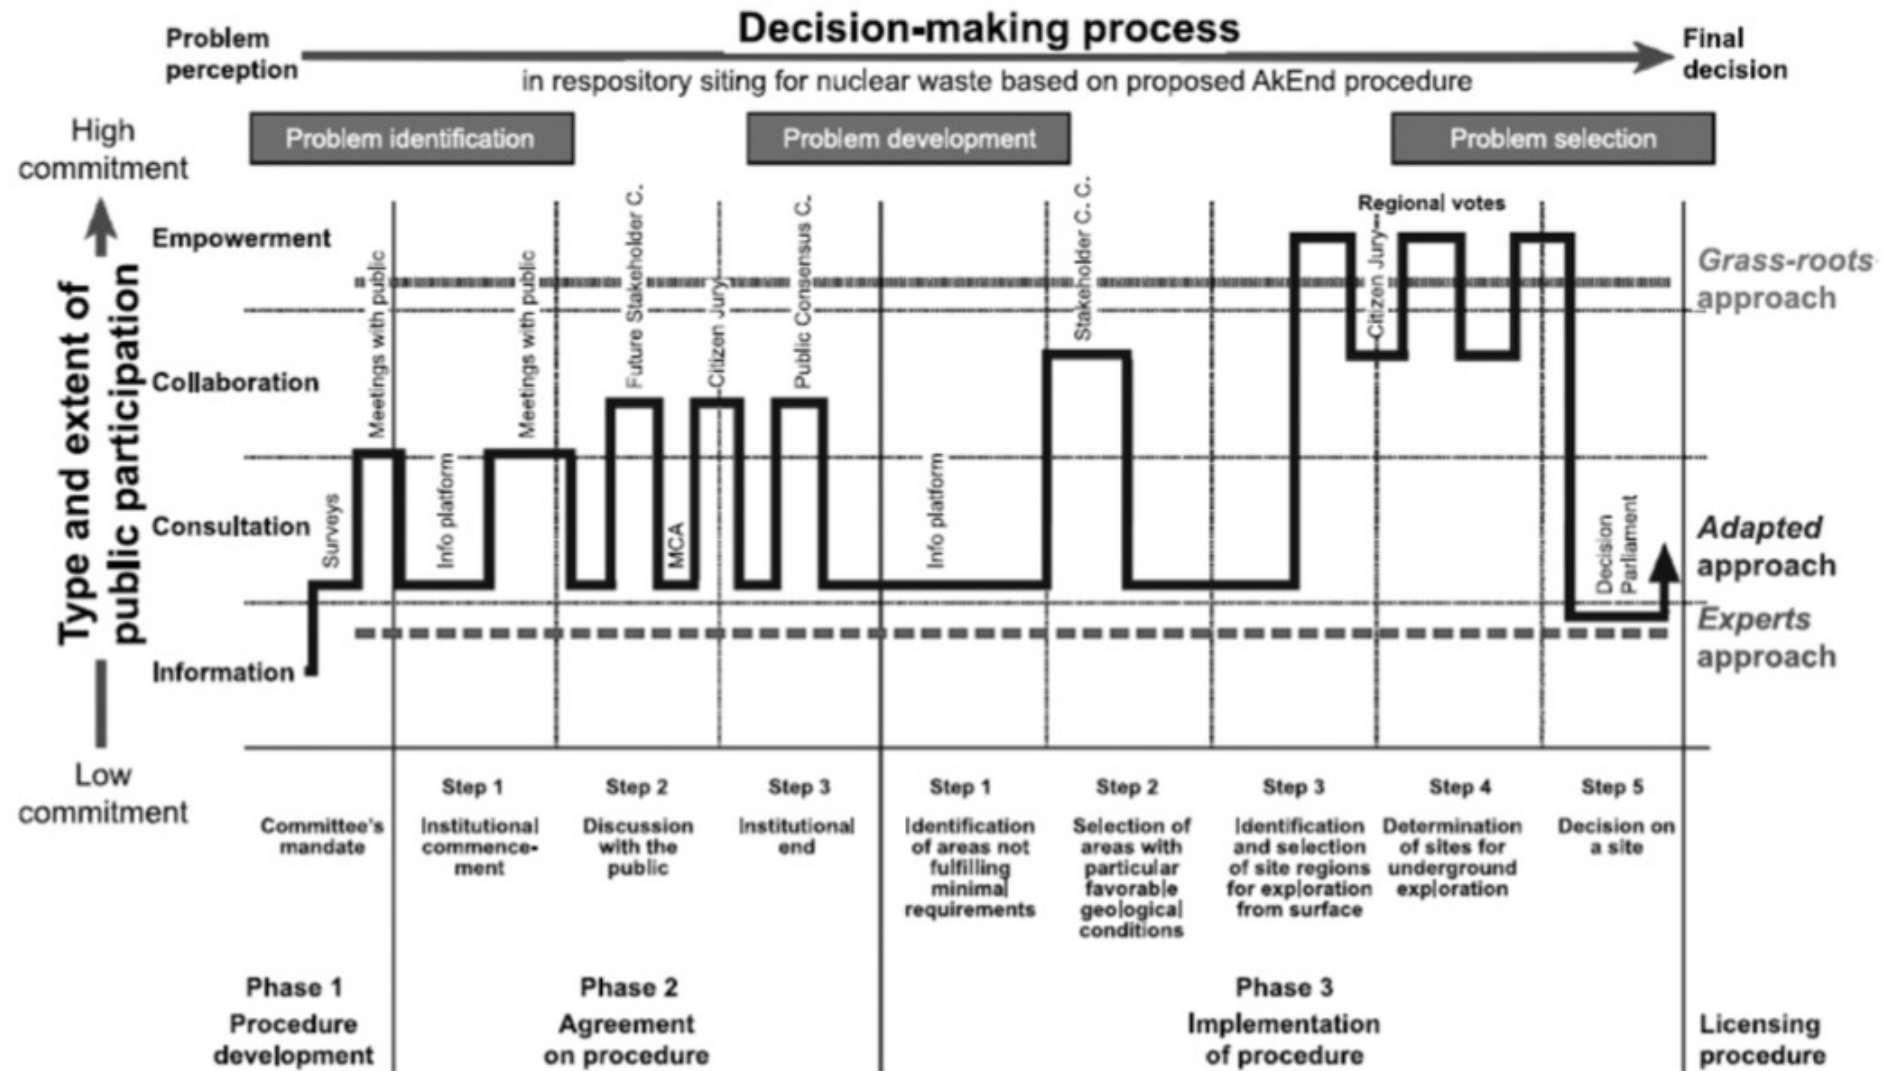 Decision-making process
Problem
perception
Final
decision
in respository siting for nuclear waste based on proposed AkEnd procedure
Problem identification
Problem development
Problem selection
High
commitment
Type and extent of
public participation
Low
commitment
Empowerment
Collaboration
Consultation
Information
Surveys
Meetings with public
Info platform
Meetings with public
Future Stakeholder C.
MCA
Citizen Jury
Public Consensus C.
Info platform
Stakeholder C. C.
Regional votes
Citizen Jury
Decision
Parliament
Grass-roots
approach
Adapted
approach
Experts
approach
Committee's
mandate
Step 1
Institutional
commence-
ment
Step 2
Discussion
with the
public
Step 3
Institutional
end
Step 1
Identification
of areas not
fulfilling
minimal
requirements
Step 2
Selection of
areas with
particular
favorable
geological
conditions
Step 3
Identification
and selection
of site regions
for exploration
from surface
Step 4
Determination
of sites for
underground
exploration
Step 5
Decision on
a site
Phase 1
Procedure
development
Phase 2
Agreement
on procedure
Phase 3
Implementation
of procedure
Licensing
procedure